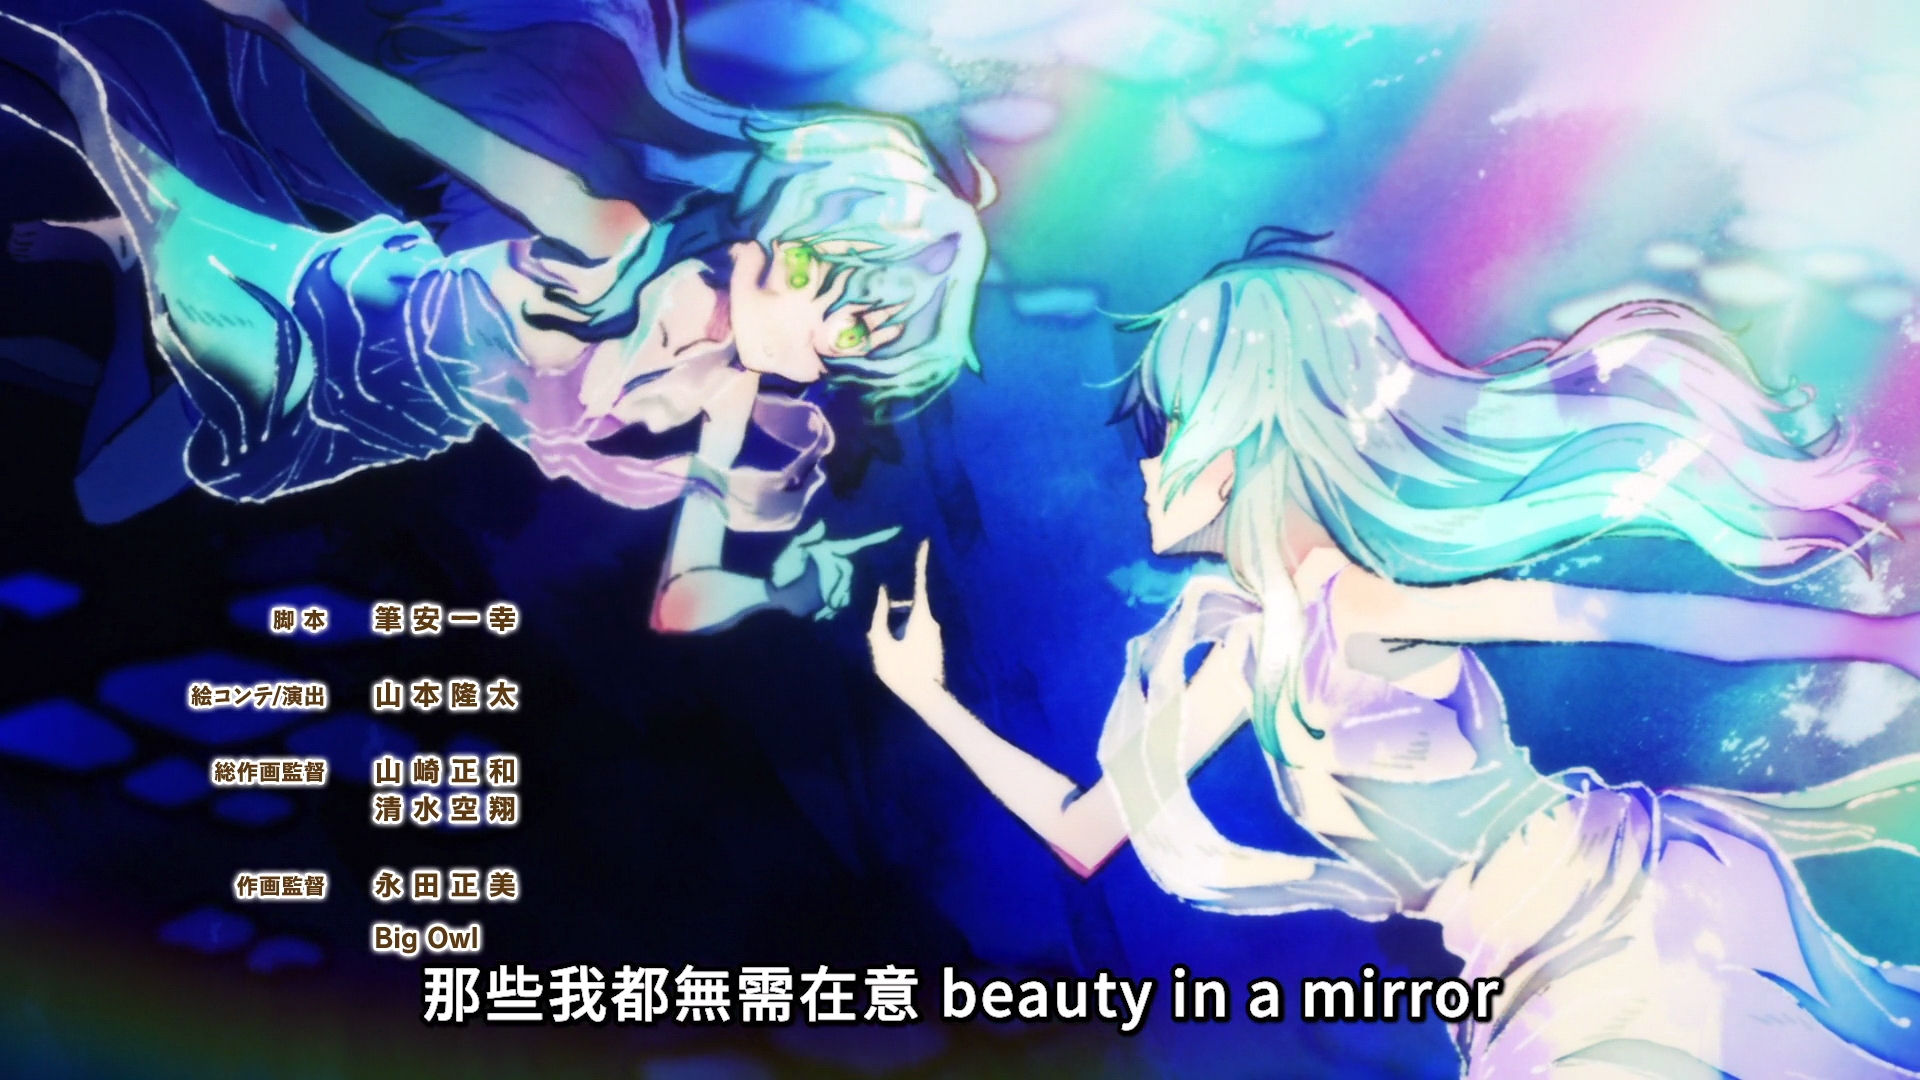 脚本 筆安一幸
絵コンテ/演出 山本隆太
総作画監督 山崎正和
清水空翔
作画監督 永田正美
Big Owl
那些我都無需在意 beauty in a mirror